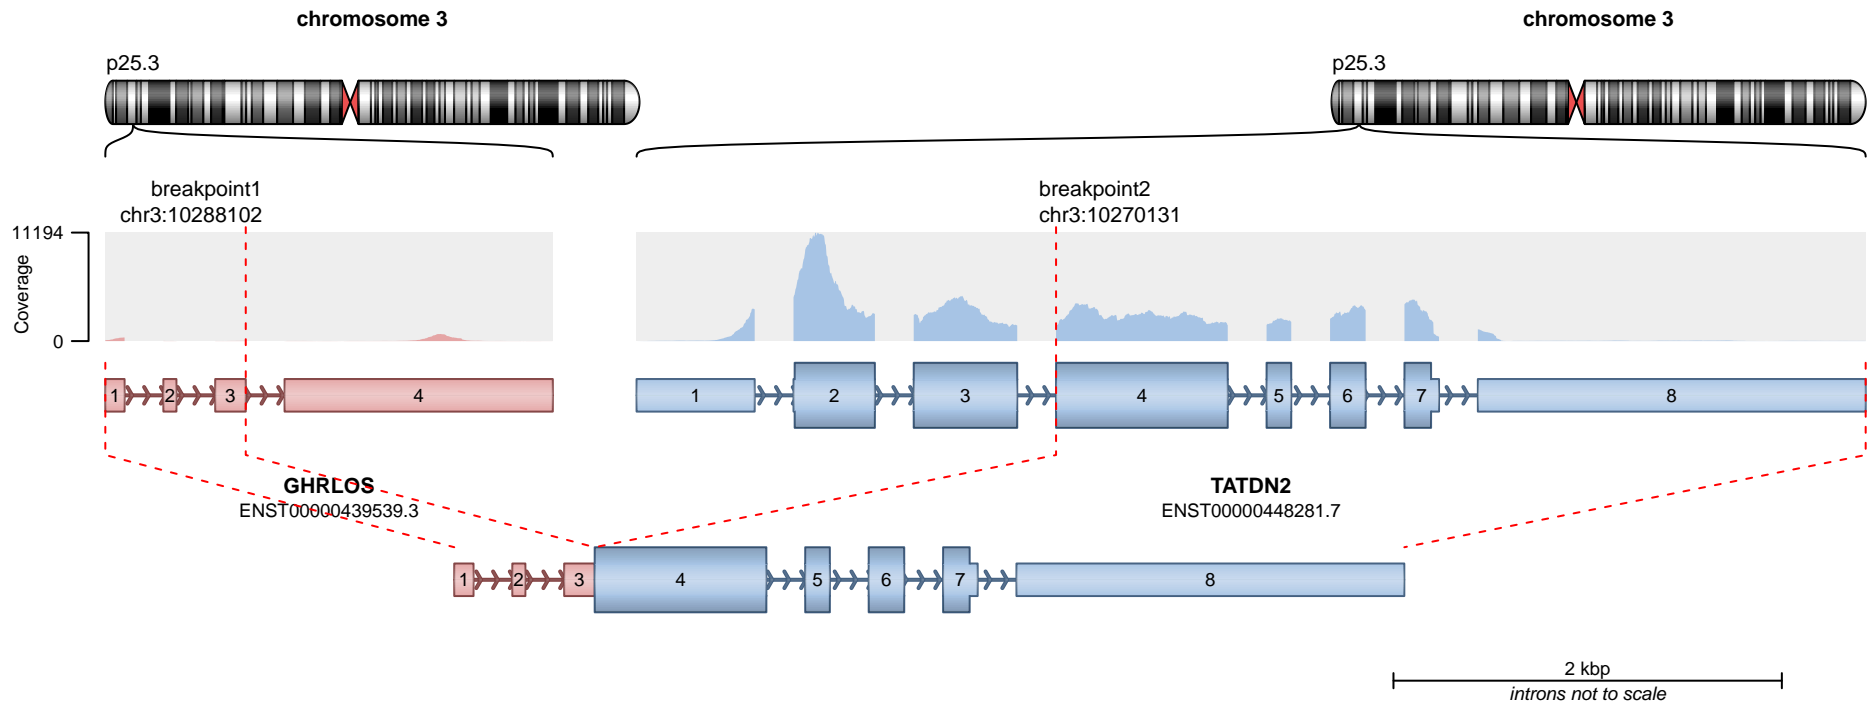 chromosome 3
chromosome 3
p25.3
p25.3
breakpoint1
chr3:10288102
breakpoint2
chr3:10270131
11194
Coverage
0
1 2 3 4
1 2 3 4 5 6 7 8
GHRLOS
ENST00000439539.3
TATDN2
ENST00000448281.7
1 2 3 4 5 6 7 8
2 kbp
introns not to scale